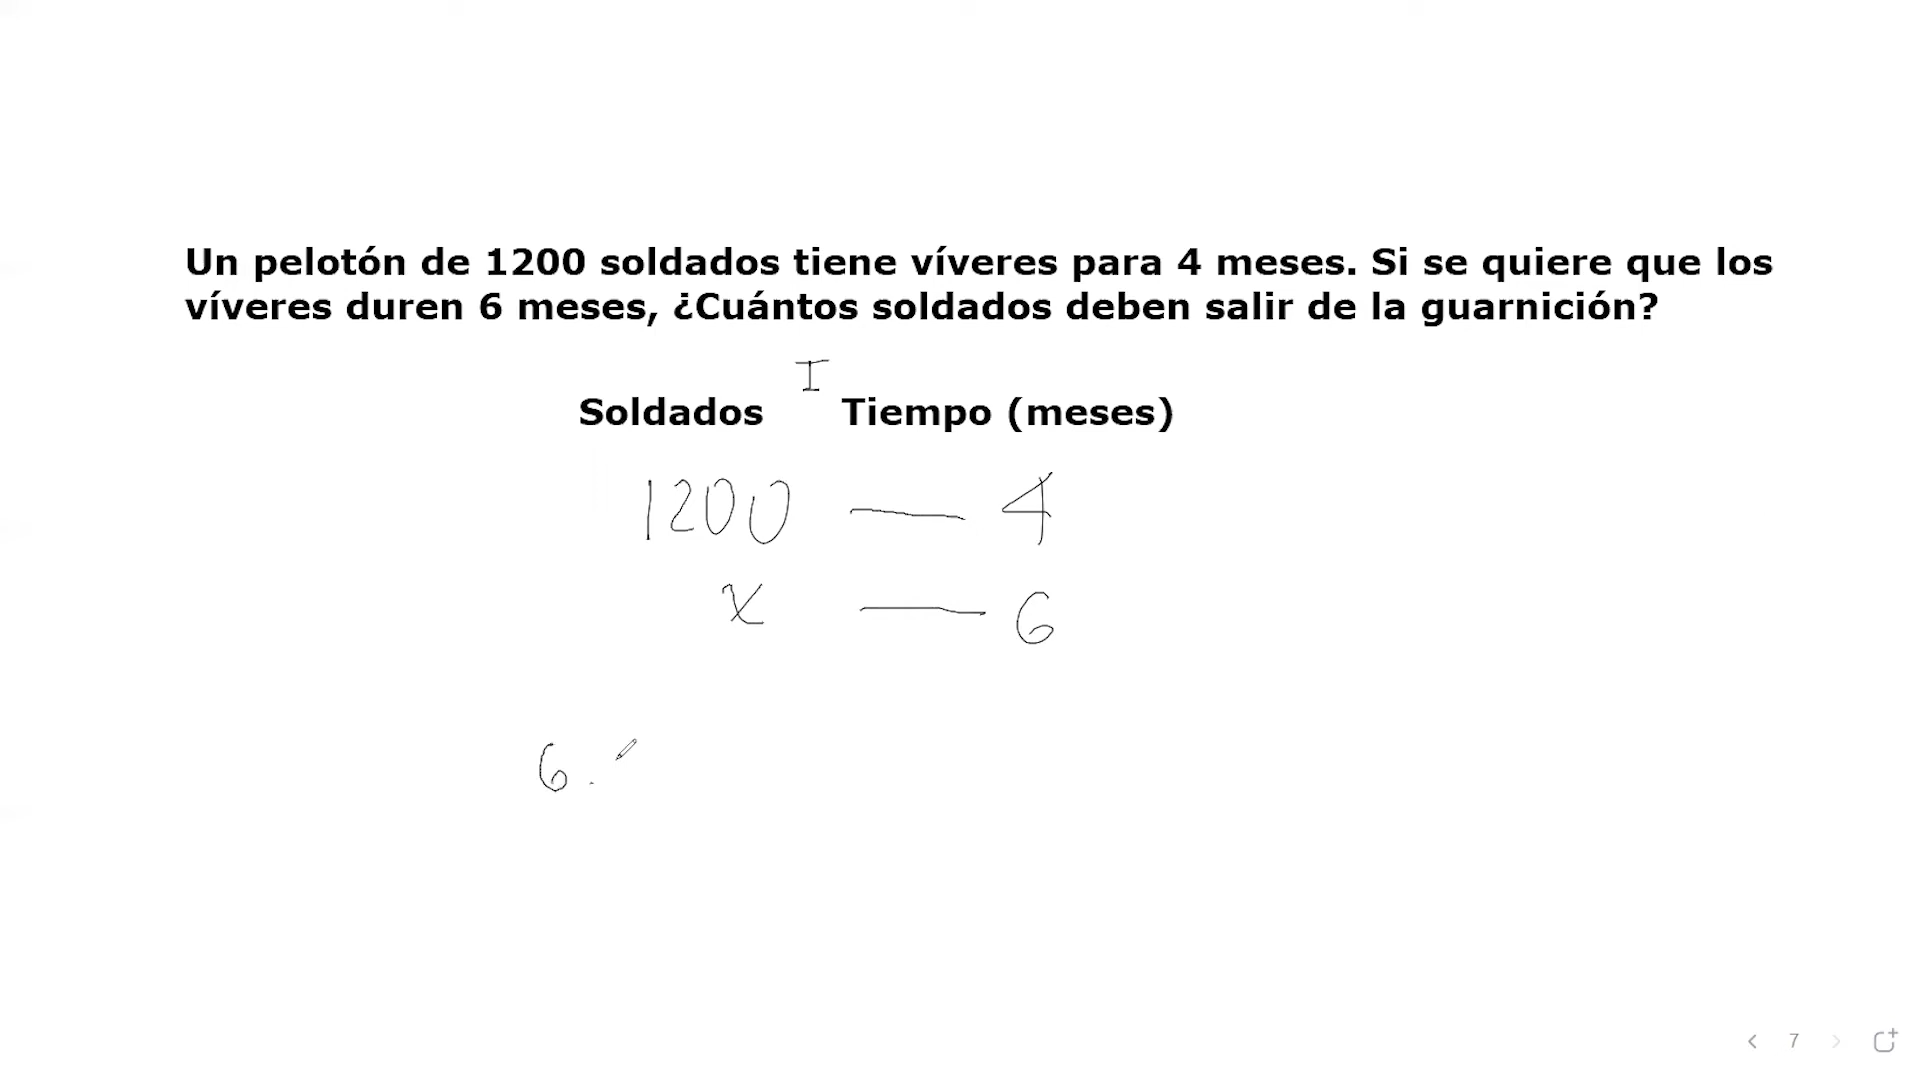 Un pelotón de 1200 soldados tiene víveres para 4 meses. Si se quiere que los
víveres duren 6 meses, ¿Cuántos soldados deben salir de la guarnición?
I
Soldados Tiempo (meses)
1200 — 4
x — 6
6 .
7